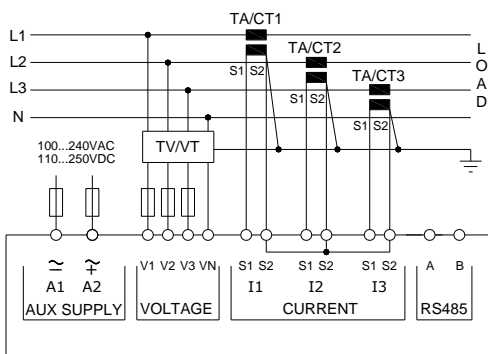 TA/CT1
L1
TA/CT2
L2
S1 S2
TA/CT3
L3
S1 S2
N
S1 S2
LOAD
100...240VAC
110...250VDC
TV/VT
V1 V2 V3 VN
S1 S2 S1 S2 S1 S2
A B
A1 A2
I1 I2 I3
AUX SUPPLY
VOLTAGE
CURRENT
RS485